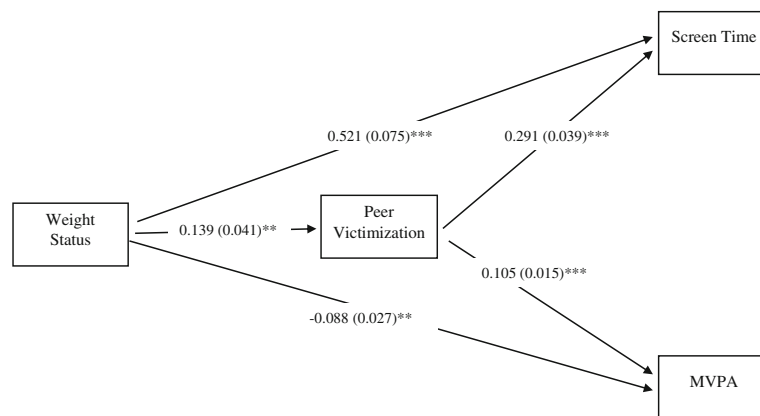 Screen Time
0.521 (0.075)***
0.291 (0.039)***
Weight
Status
0.139 (0.041)**
Peer
Victimization
0.105 (0.015)***
-0.088 (0.027)**
MVPA